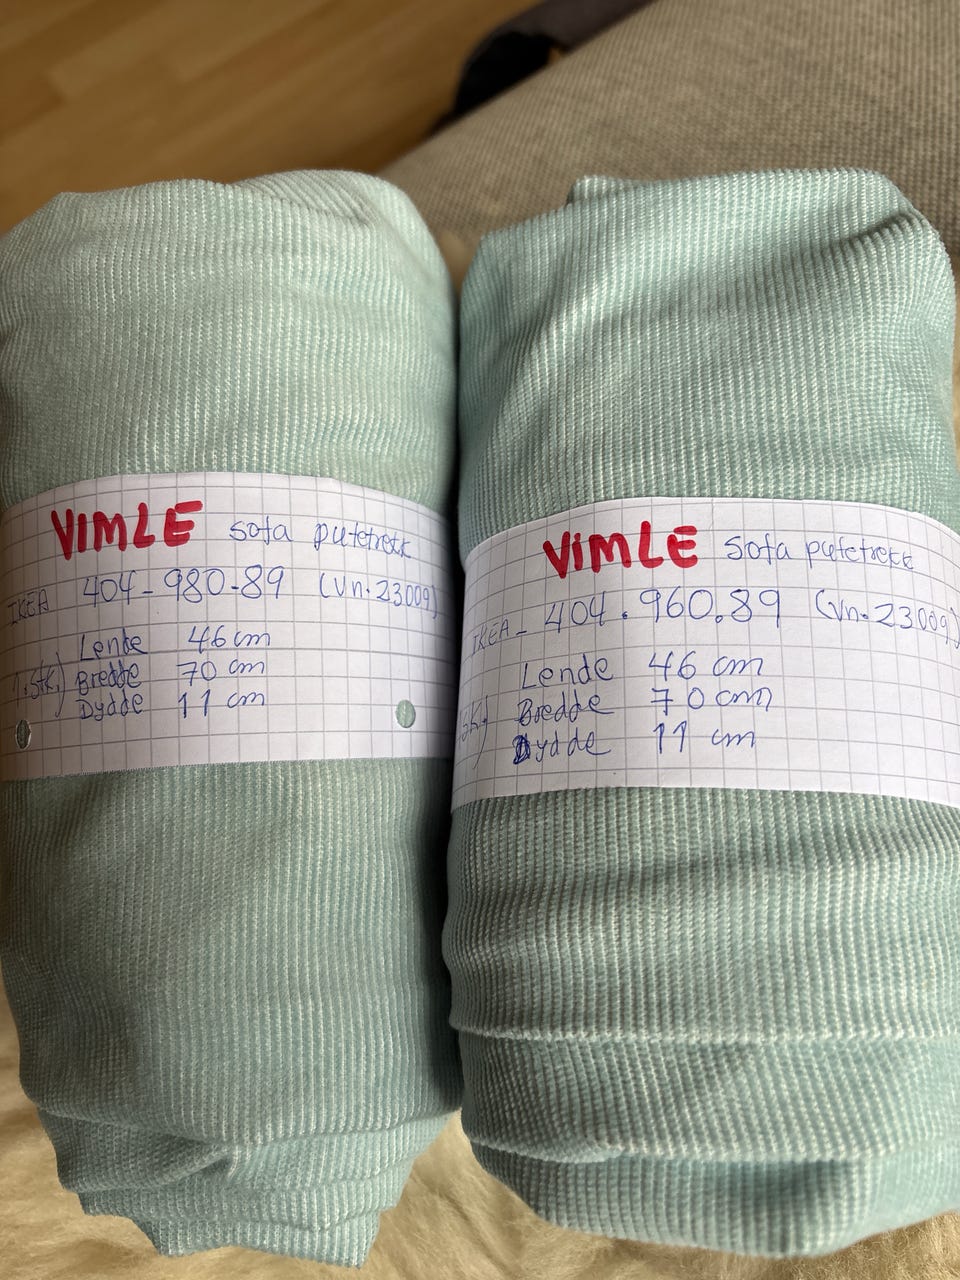 VIMLE sofa putetrekk
IKEA 404-980-89 (Vn.23009)
Lende 46 cm
1.stk) Bredde 70 cm
Dydde 11 cm
ViMLE Sofa putetrekk
IKEA- 404.960.89 (Vn.23009)
Lende 46 cm
Bredde 70 cm
Dydde 11 cm